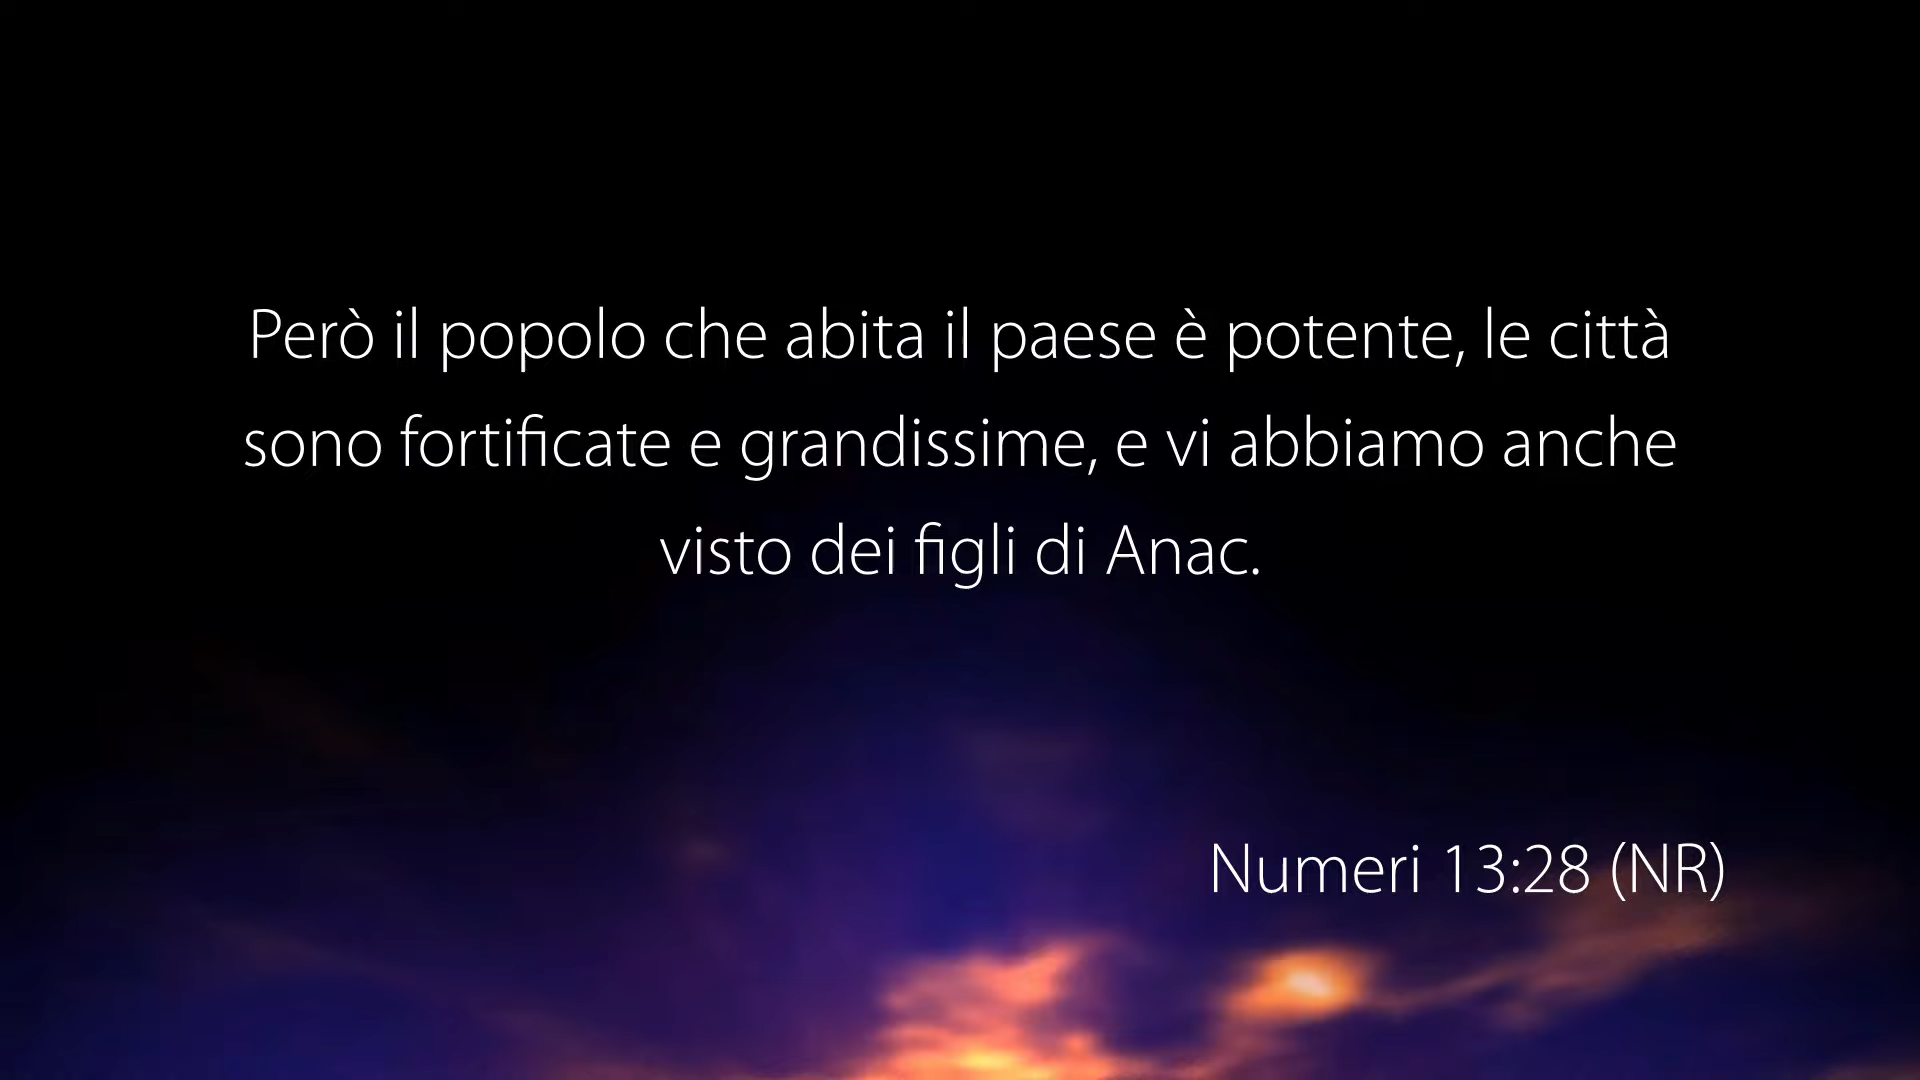 Però il popolo che abita il paese è potente, le città
sono fortificate e grandissime, e vi abbiamo anche
visto dei figli di Anac.
Numeri 13:28 (NR)